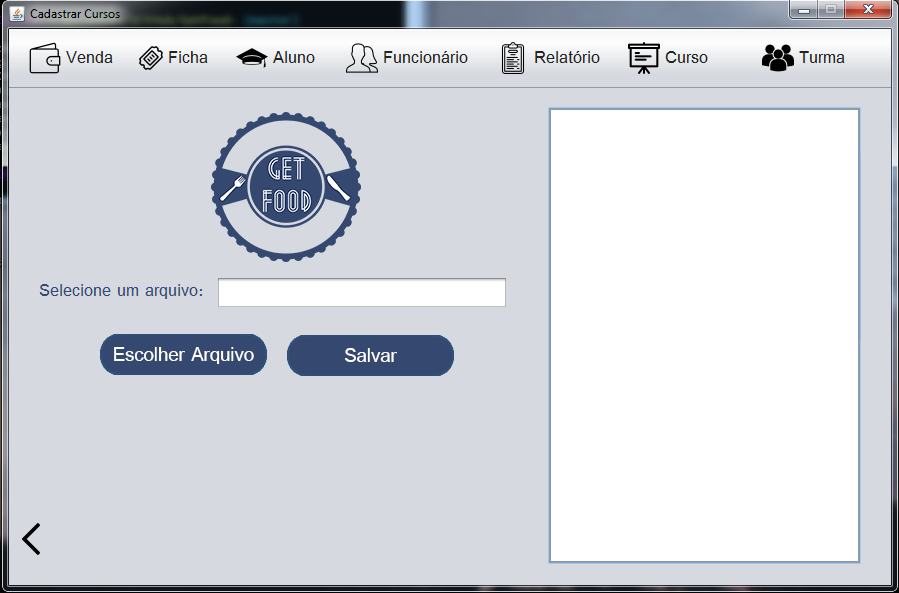 Cadastrar Cursos
Venda Ficha Aluno Funcionário Relatório Curso Turma
GET
FOOD
Selecione um arquivo:
Escolher Arquivo Salvar